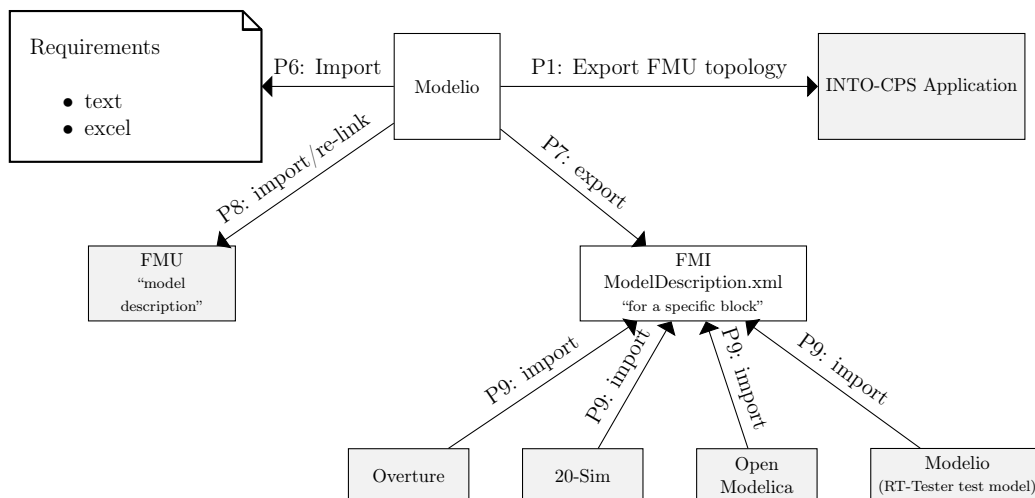 Requirements
• text
• excel
P6: Import
Modelio
P1: Export FMU topology
INTO-CPS Application
P8: import/re-link
P7: export
FMU
“model
description”
FMI
ModelDescription.xml
“for a specific block”
P9: import
P9: import
P9: import
P9: import
Overture
20-Sim
Open
Modelica
Modelio
(RT-Tester test model)